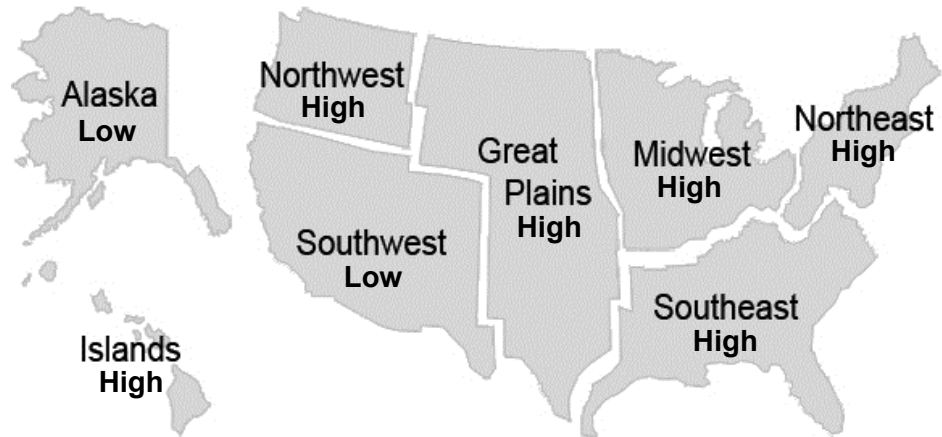 Alaska
Low
Northwest
High
Great
Plains
High
Midwest
High
Northeast
High
Southwest
Low
Southeast
High
Islands
High